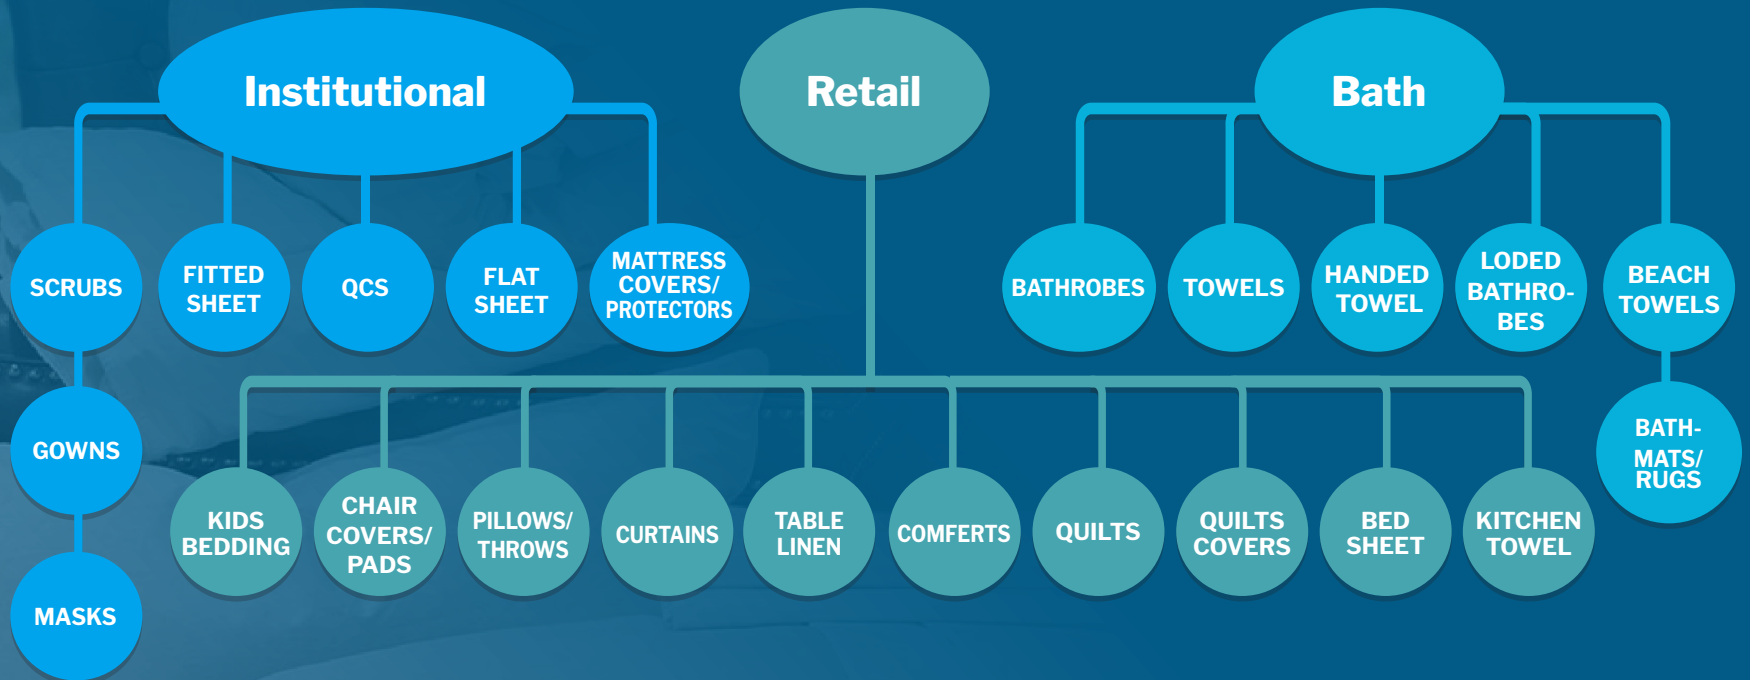 Institutional
Retail
Bath
SCRUBS
FITTED
SHEET
QCS
FLAT
SHEET
MATTRESS
COVERS/
PROTECTORS
BATHROBES
TOWELS
HANDED
TOWEL
LODED
BATHRO-
BES
BEACH
TOWELS
GOWNS
BATH-
MATS/
RUGS
KIDS
BEDDING
CHAIR
COVERS/
PADS
PILLOWS/
THROWS
CURTAINS
TABLE
LINEN
COMFERTS
QUILTS
QUILTS
COVERS
BED
SHEET
KITCHEN
TOWEL
MASKS